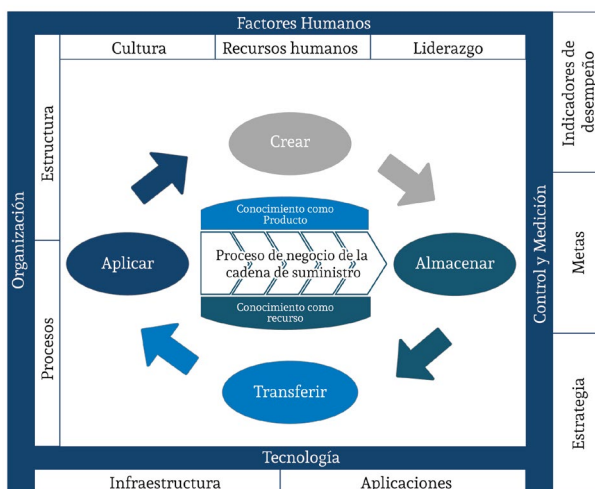 Factores Humanos
Cultura
Recursos humanos
Liderazgo
Indicadores de
desempeño
Estructura
Organización
Crear
Conocimiento como
Producto
Aplicar
Proceso de negocio de la
cadena de suministro
Almacenar
Control y Medición
Metas
Conocimiento como
recurso
Procesos
Transferir
Estrategia
Tecnología
Infraestructura
Aplicaciones